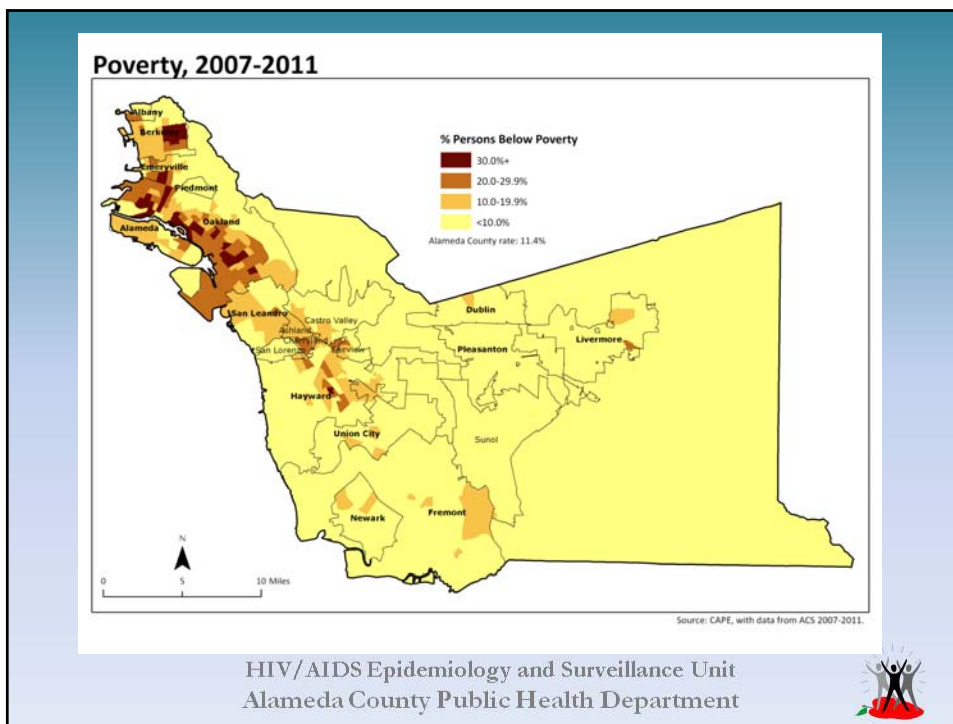 Poverty, 2007-2011
% Persons Below Poverty
30.0%+
20.0-29.9%
10.0-19.9%
<10.0%
Alameda County rate: 11.4%
Albany
Berkeley
Emeryville
Piedmont
Oakland
Alameda
San Leandro
Castro Valley
Ashland
Cherryland
San Lorenzo
Fairview
Hayward
Union City
Newark
Fremont
Dublin
Pleasanton
Livermore
Sunol
N
0 5 10 Miles
Source: CAPE, with data from ACS 2007-2011.
HIV/AIDS Epidemiology and Surveillance Unit
Alameda County Public Health Department